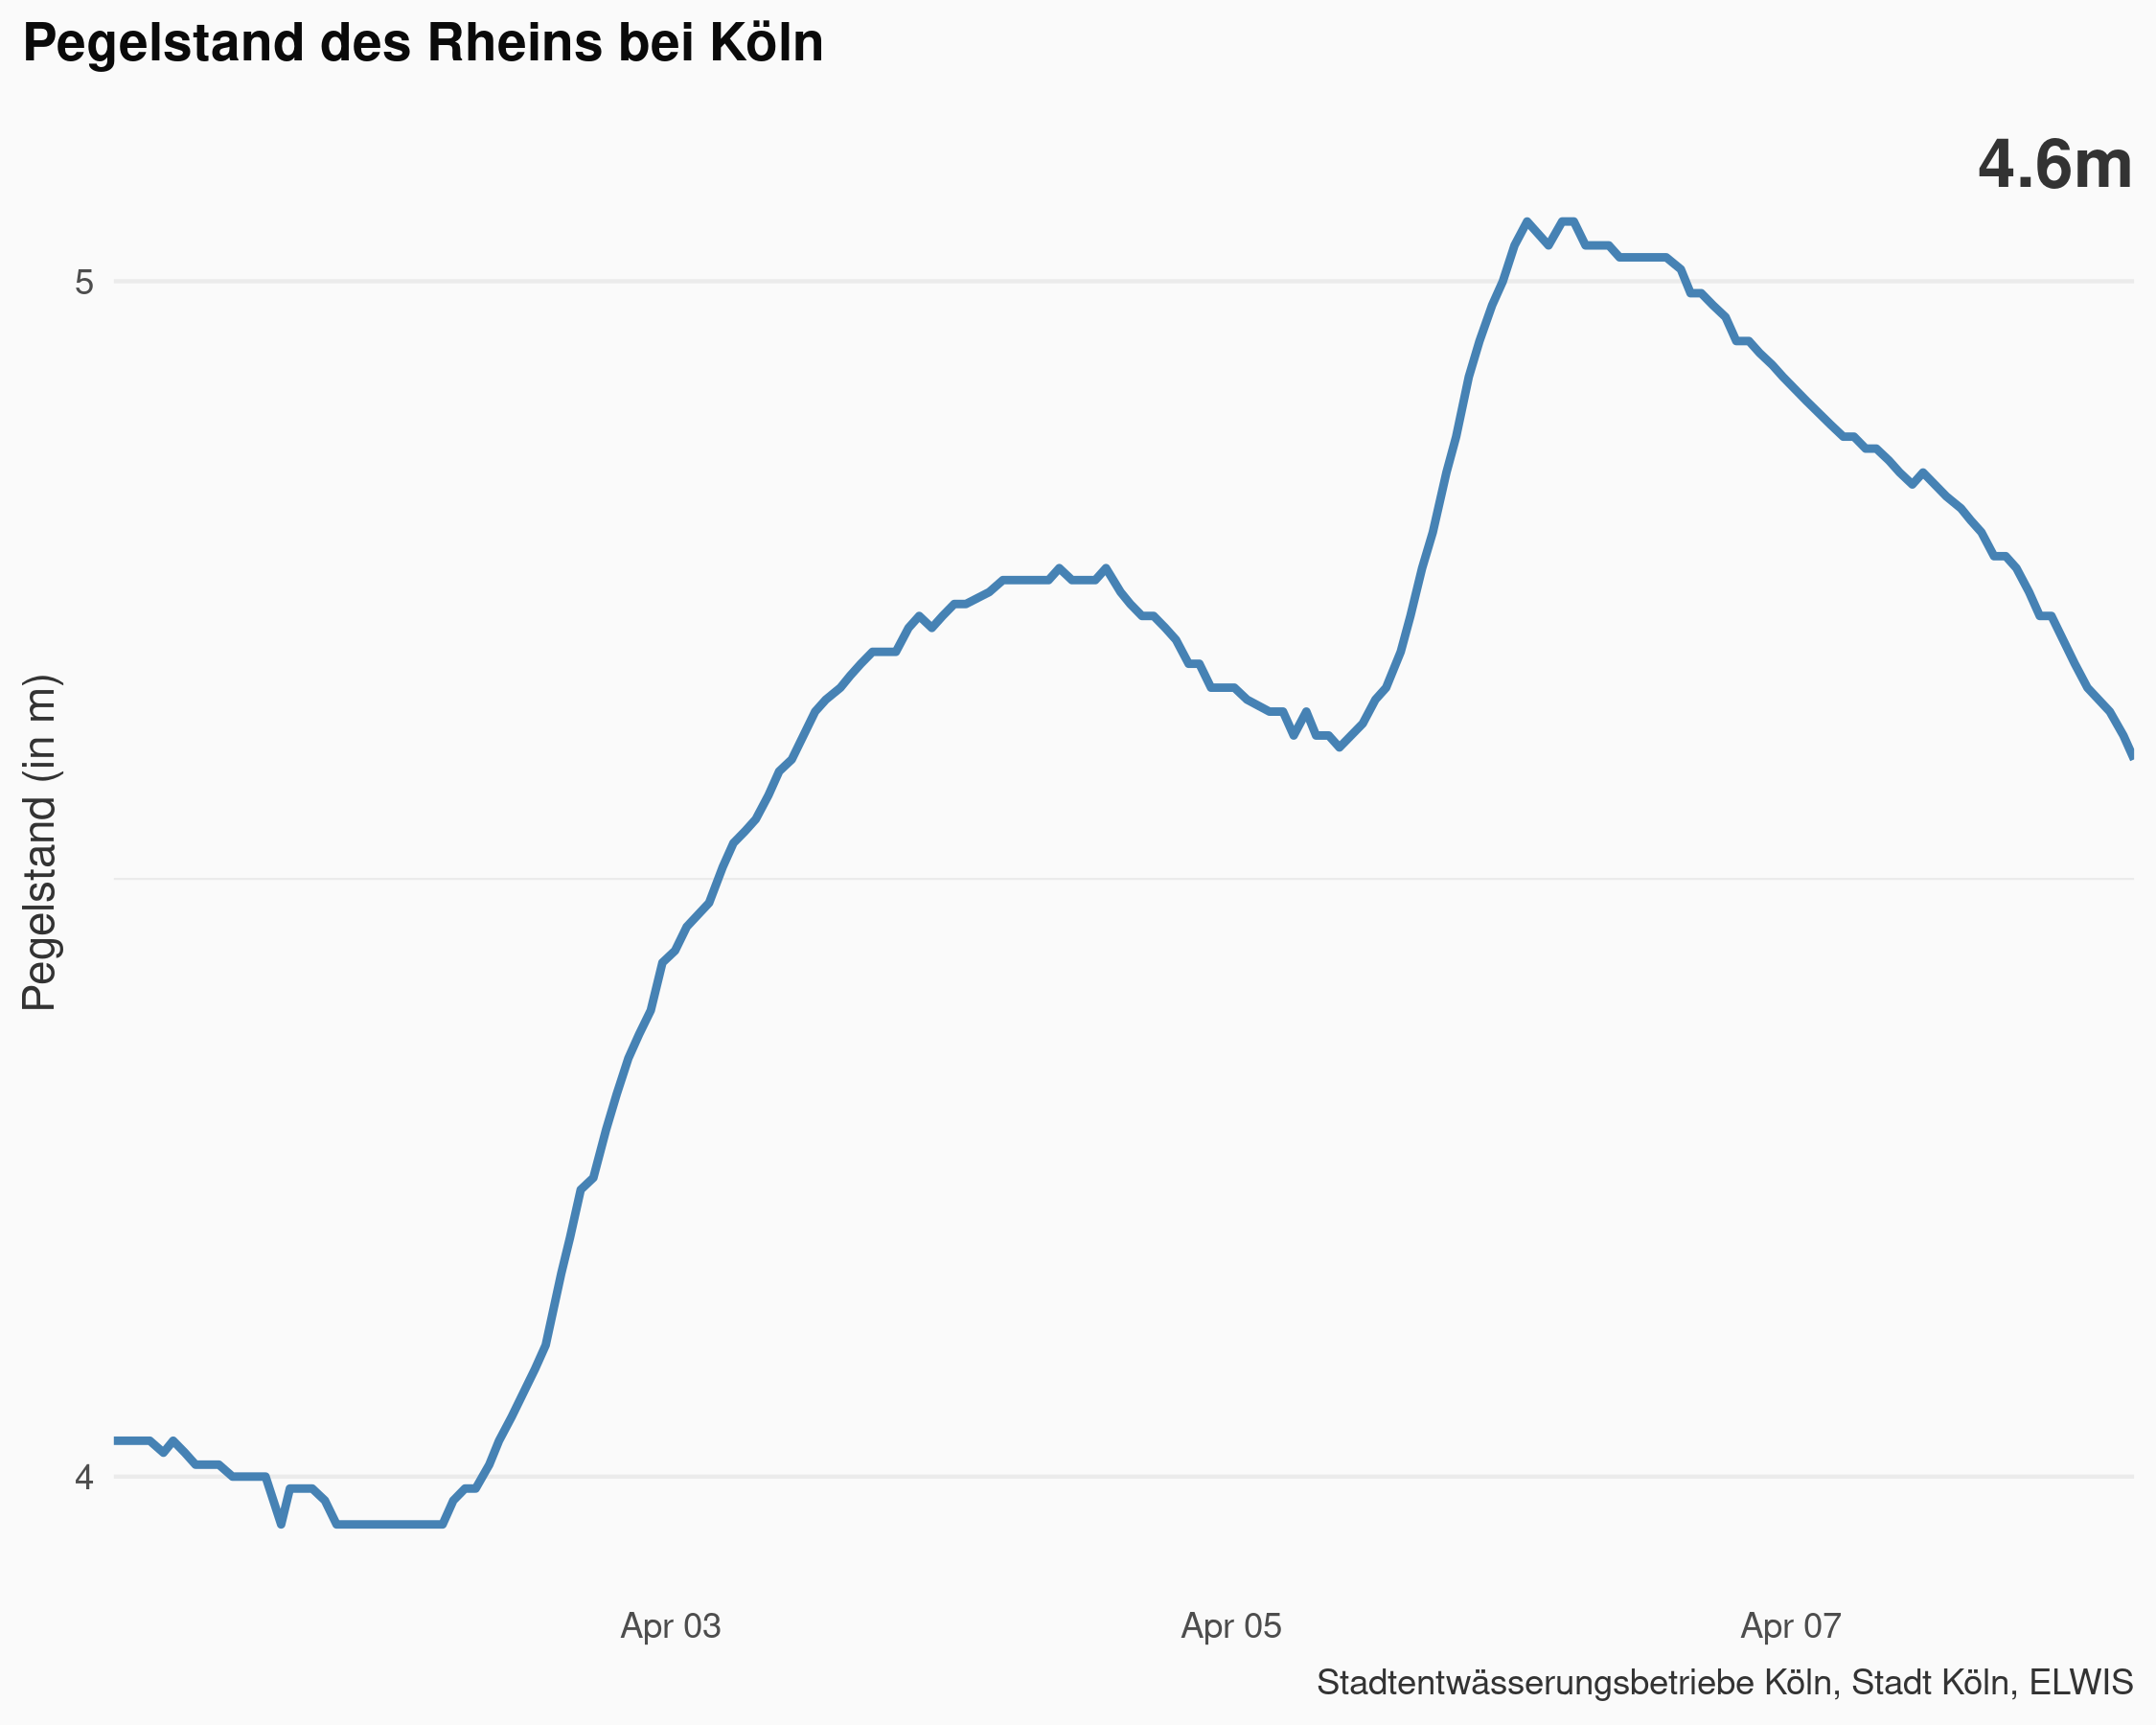 Pegelstand des Rheins bei Köln
4.6m
5
Pegelstand (in m)
4
Apr 03 Apr 05 Apr 07
Stadtentwässerungsbetriebe Köln, Stadt Köln, ELWIS